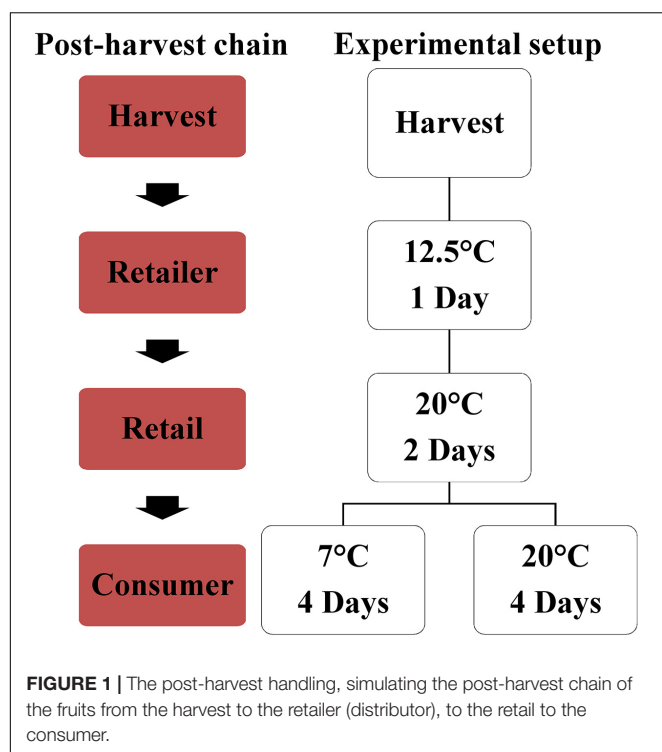 Post-harvest chain
Experimental setup
Harvest
Harvest
Retailer
12.5°C
1 Day
Retail
20°C
2 Days
Consumer
7°C
4 Days
20°C
4 Days
FIGURE 1 | The post-harvest handling, simulating the post-harvest chain of
the fruits from the harvest to the retailer (distributor), to the retail to the
consumer.